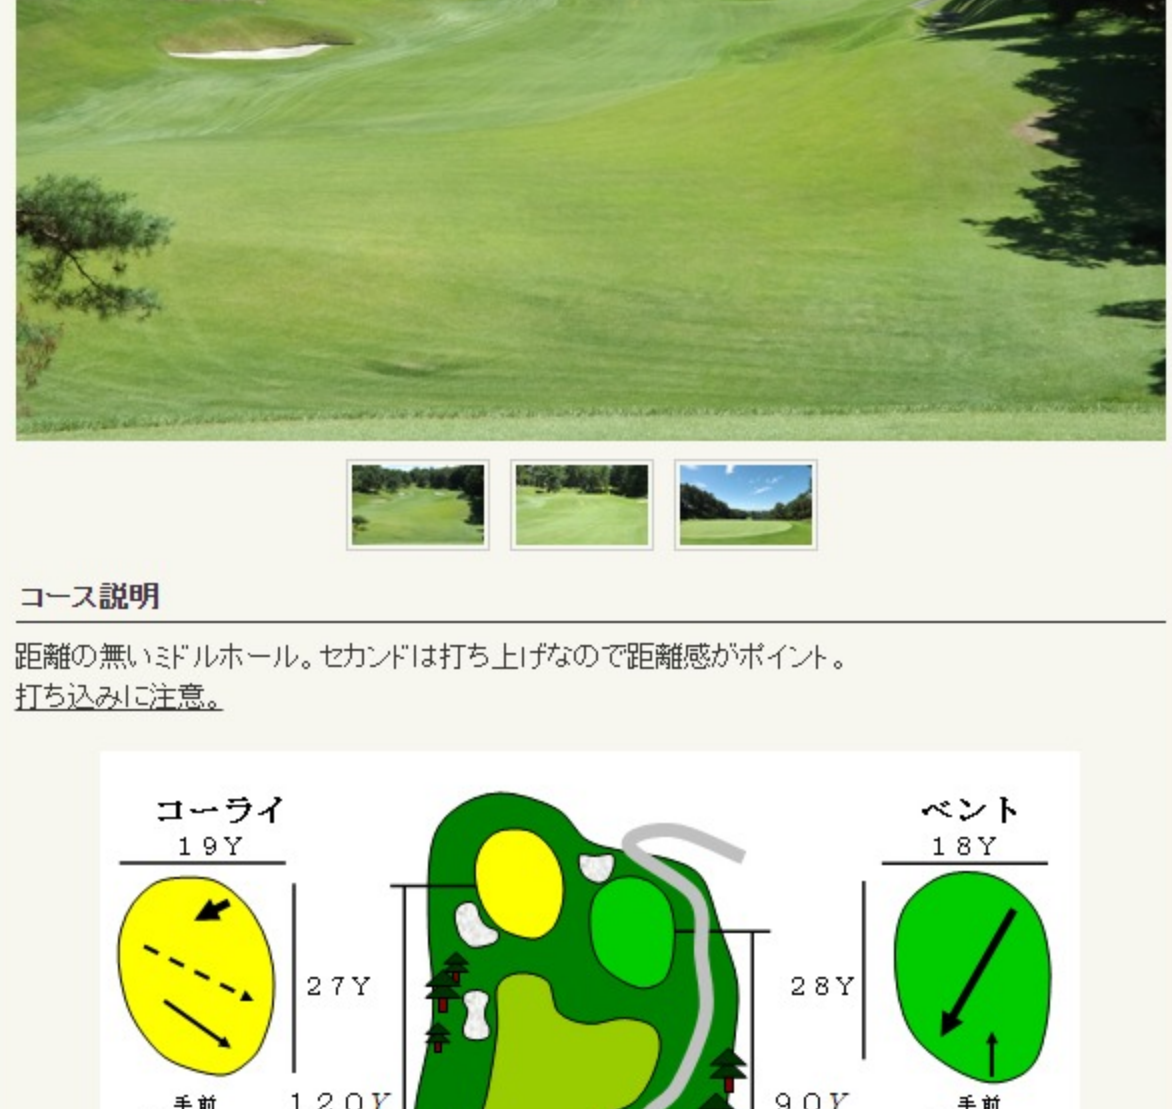 コース説明
距離の無いミドルホール。セカンドは打ち上げなので距離感がポイント。
打ち込みに注意。
コーライ
19Y
27Y
手前
120Y
ベント
18Y
28Y
手前
90Y